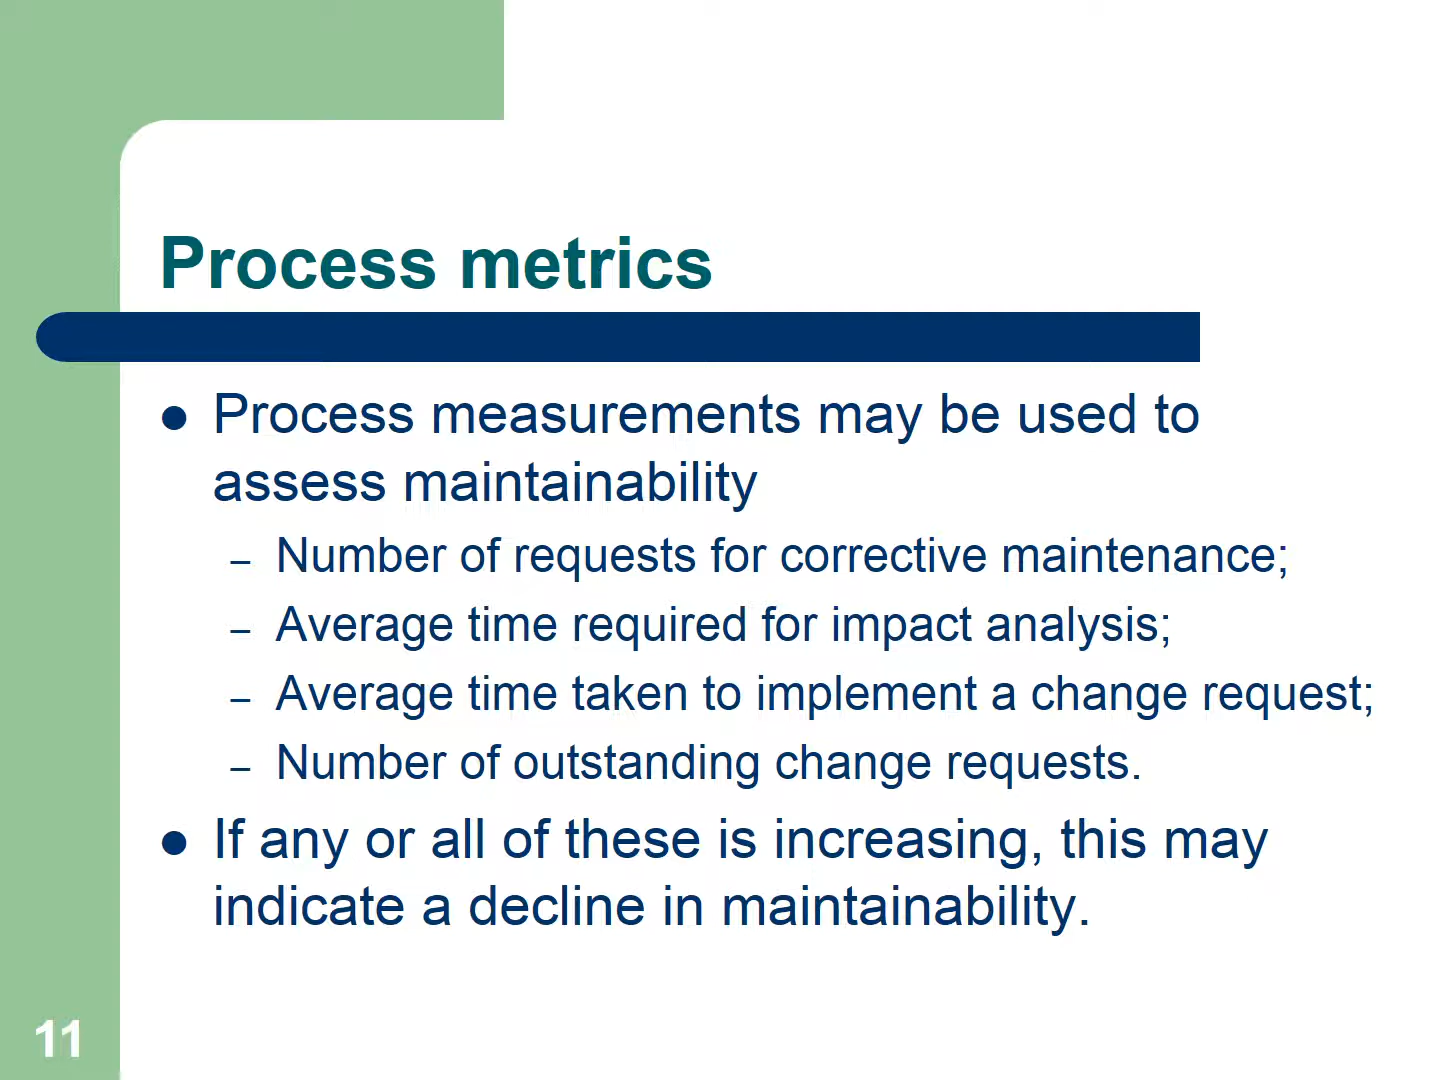 Process metrics
● Process measurements may be used to
assess maintainability
– Number of requests for corrective maintenance;
– Average time required for impact analysis;
– Average time taken to implement a change request;
– Number of outstanding change requests.
● If any or all of these is increasing, this may
indicate a decline in maintainability.
11